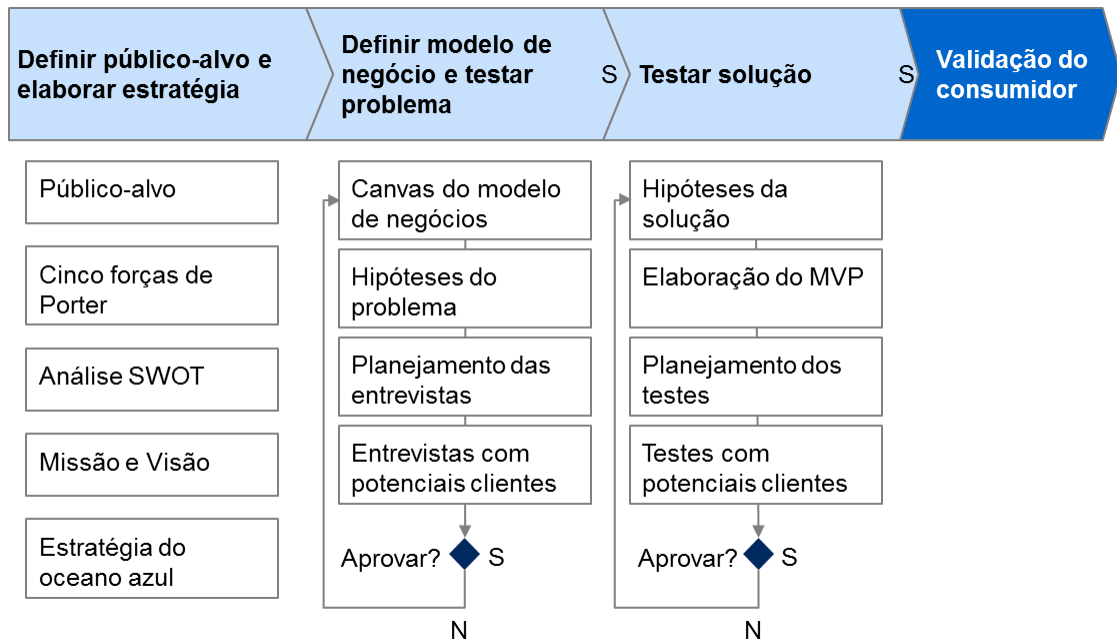 Definir público-alvo e
elaborar estratégia
Definir modelo de
negócio e testar
problema
S
Testar solução
S
Validação do
consumidor
Público-alvo
Cinco forças de
Porter
Análise SWOT
Missão e Visão
Estratégia do
oceano azul
Canvas do modelo
de negócios
Hipóteses do
problema
Planejamento das
entrevistas
Entrevistas com
potenciais clientes
Aprovar?
S
N
Hipóteses da
solução
Elaboração do MVP
Planejamento dos
testes
Testes com
potenciais clientes
Aprovar?
S
N